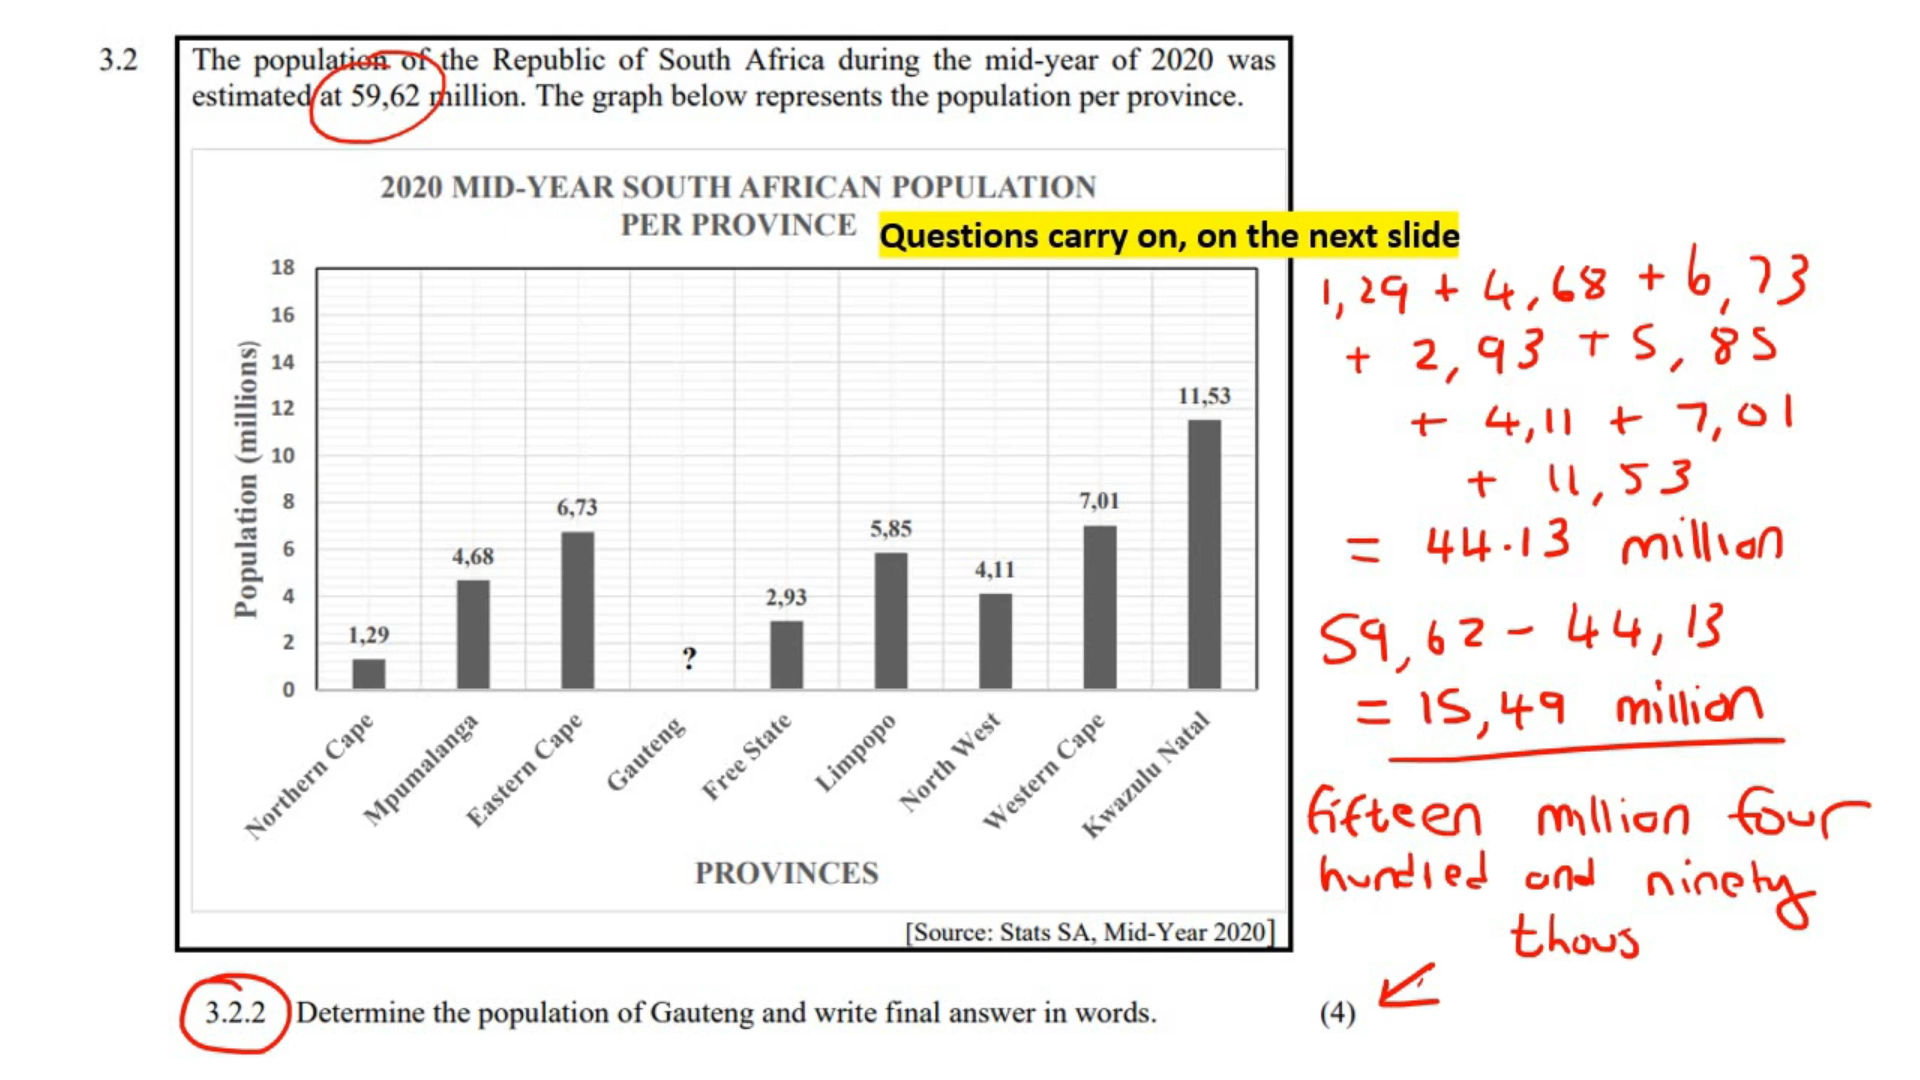 3.2
The population of the Republic of South Africa during the mid-year of 2020 was
estimated at 59,62 million. The graph below represents the population per province.
2020 MID-YEAR SOUTH AFRICAN POPULATION
PER PROVINCE
Questions carry on, on the next slide
Population (millions)
18
16
14
12
10
8
6
4
2
0
1,29
4,68
6,73
?
2,93
5,85
4,11
7,01
11,53
Northern Cape
Mpumalanga
Eastern Cape
Gauteng
Free State
Limpopo
North West
Western Cape
Kwazulu Natal
PROVINCES
[Source: Stats SA, Mid-Year 2020]
1,29 + 4,68 + 6,73
+ 2,93 + 5,85
+ 4,11 + 7,01
+ 11,53
= 44.13 million
59,62 - 44,13
= 15,49 million
fifteen million four
hundred and ninety
thous
3.2.2 Determine the population of Gauteng and write final answer in words. (4)